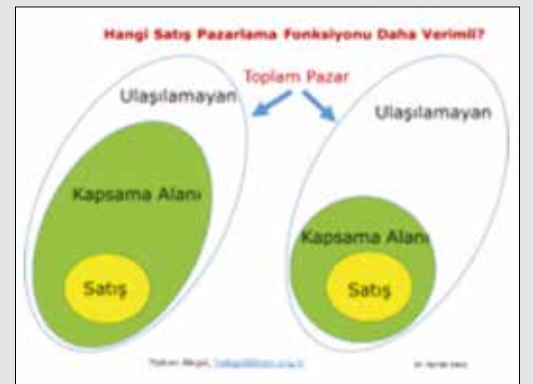 Hangi Satış Pazarlama Fonksiyonu Daha Verimli?
Toplam Pazar
Ulaşılamayan
Ulaşılamayan
Kapsama Alanı
Kapsama Alanı
Satış
Satış